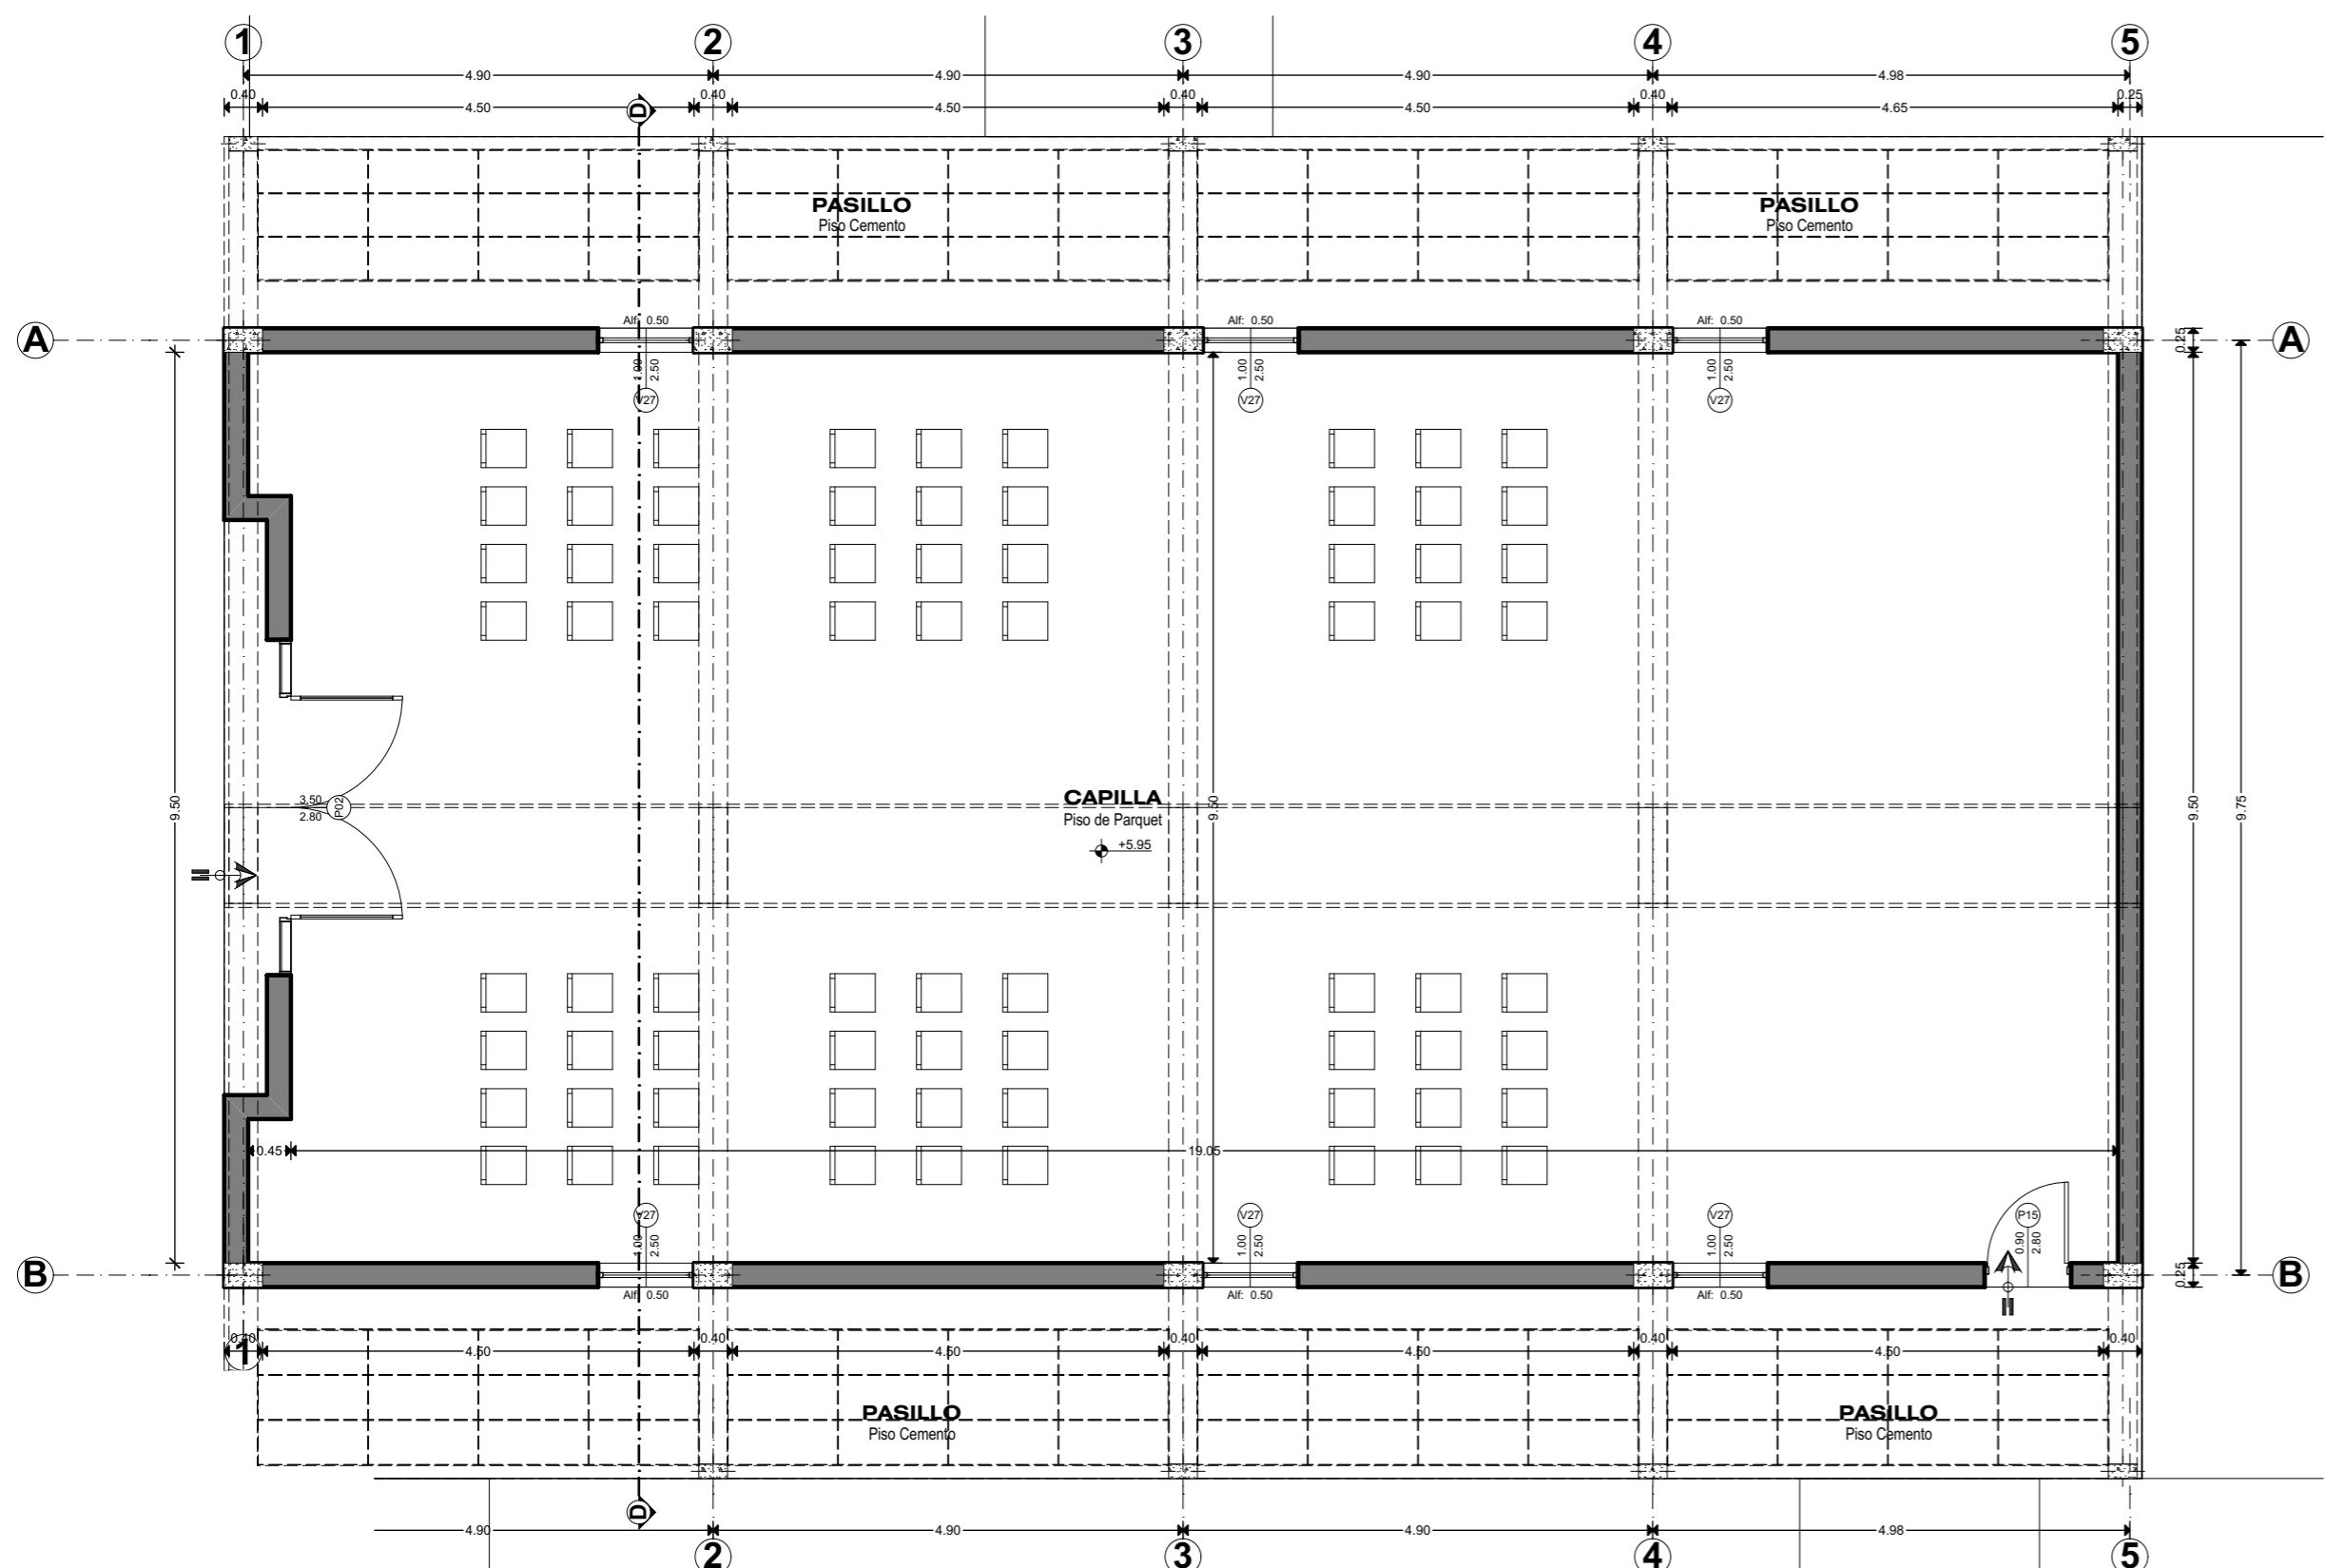 1 2 3 4 5
4.90 4.90 4.90 4.98
0.40 4.50 0.40 4.50 0.40 4.50 0.40 4.65 0.25
D
PASILLO
Piso Cemento
PASILLO
Piso Cemento
A
Alf: 0.50
Alf: 0.50
Alf: 0.50
0.25
A
1.00
2.50
V27
1.00
2.50
V27
1.00
2.50
V27
9.50
3.50
2.80
P02
CAPILLA
Piso de Parquet
+5.95
9.50
9.50
9.75
0.45
19.05
V27
1.00
2.50
V27
1.00
2.50
V27
1.00
2.50
P15
0.90
2.80
B
Alf: 0.50
Alf: 0.50
Alf: 0.50
0.25
B
0.40 0.40 0.40 0.40 0.40
1 4.50 4.50 4.50 4.50
PASILLO
Piso Cemento
PASILLO
Piso Cemento
D
4.90 4.90 4.90 4.98
2 3 4 5